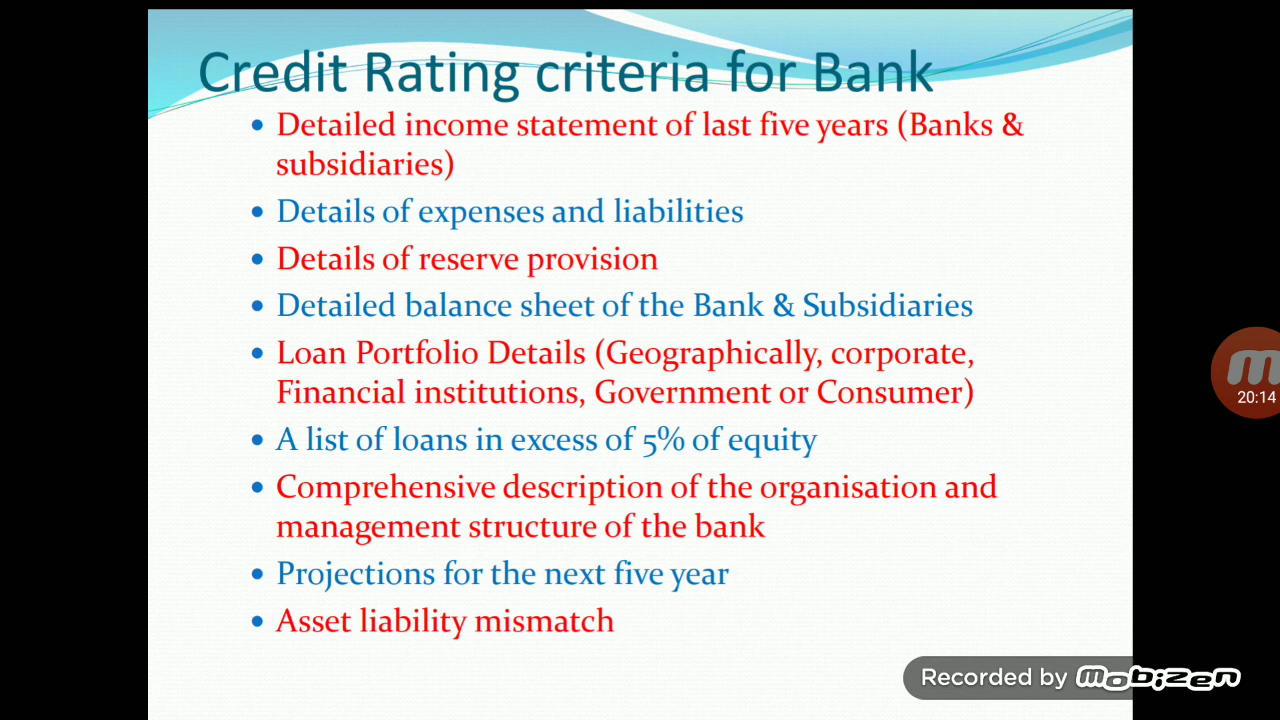 Credit Rating criteria for Bank
• Detailed income statement of last five years (Banks &
subsidiaries)
• Details of expenses and liabilities
• Details of reserve provision
• Detailed balance sheet of the Bank & Subsidiaries
• Loan Portfolio Details (Geographically, corporate,
Financial institutions, Government or Consumer)
• A list of loans in excess of 5% of equity
• Comprehensive description of the organisation and
management structure of the bank
• Projections for the next five year
• Asset liability mismatch
20:14
Recorded by mobizen